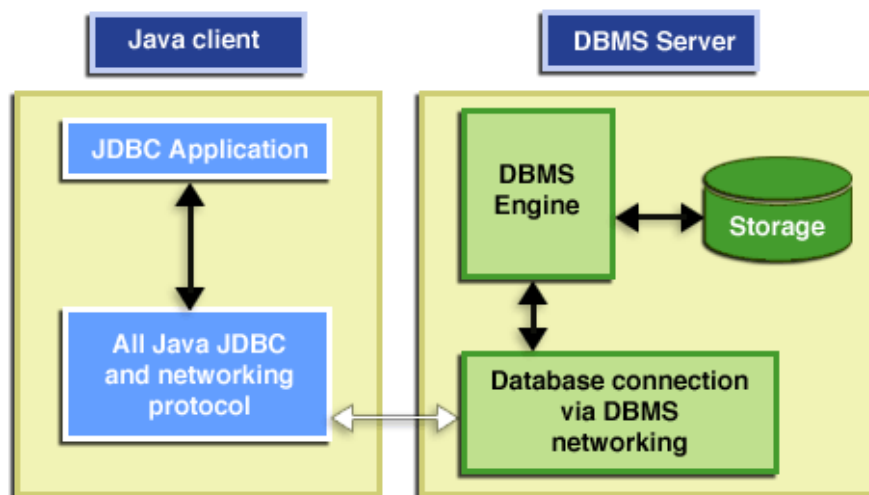 Java client
DBMS Server
JDBC Application
DBMS
Engine
Storage
All Java JDBC
and networking
protocol
Database connection
via DBMS
networking